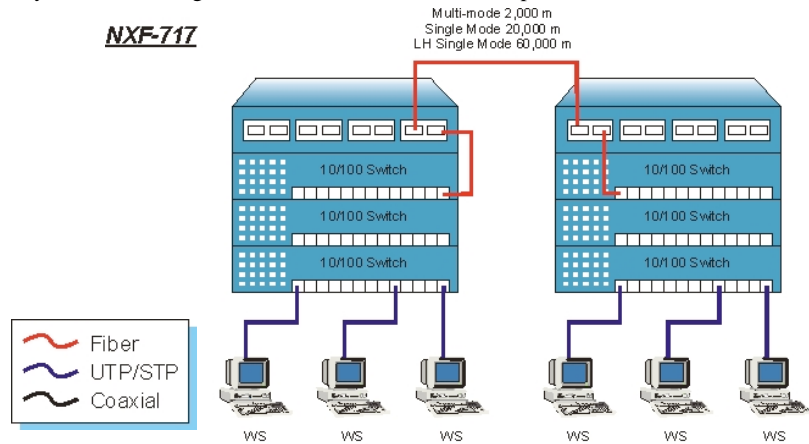 NXF-717
Multi-mode 2,000 m
Single Mode 20,000 m
LH Single Mode 60,000 m
10/100 Switch
10/100 Switch
10/100 Switch
10/100 Switch
10/100 Switch
10/100 Switch
Fiber
UTP/STP
Coaxial
WS
WS
WS
WS
WS
WS